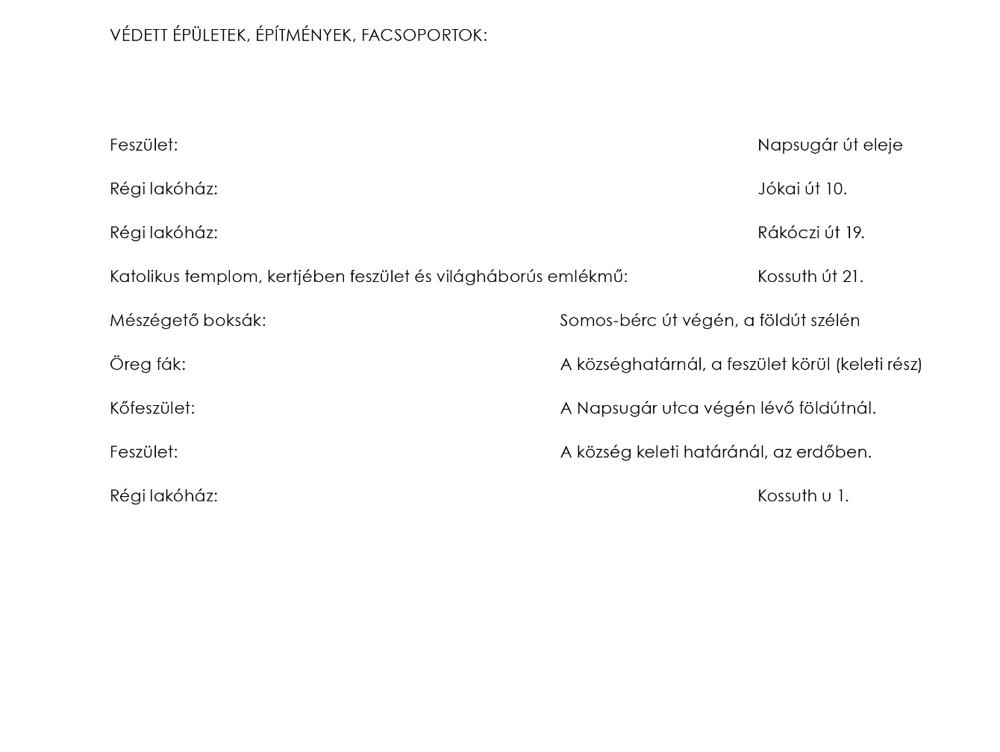 VÉDETT ÉPÜLETEK, ÉPÍTMÉNYEK, FACSOPORTOK:
Feszület: Napsugár út eleje
Régi lakóház: Jókai út 10.
Régi lakóház: Rákóczi út 19.
Katolikus templom, kertjében feszület és világháborús emlékmű: Kossuth út 21.
Mészégető boksák: Somos-bérc út végén, a földút szélén
Öreg fák: A községhatárnál, a feszület körül (keleti rész)
Kőfeszület: A Napsugár utca végén lévő földútnál.
Feszület: A község keleti határánál, az erdőben.
Régi lakóház: Kossuth u 1.